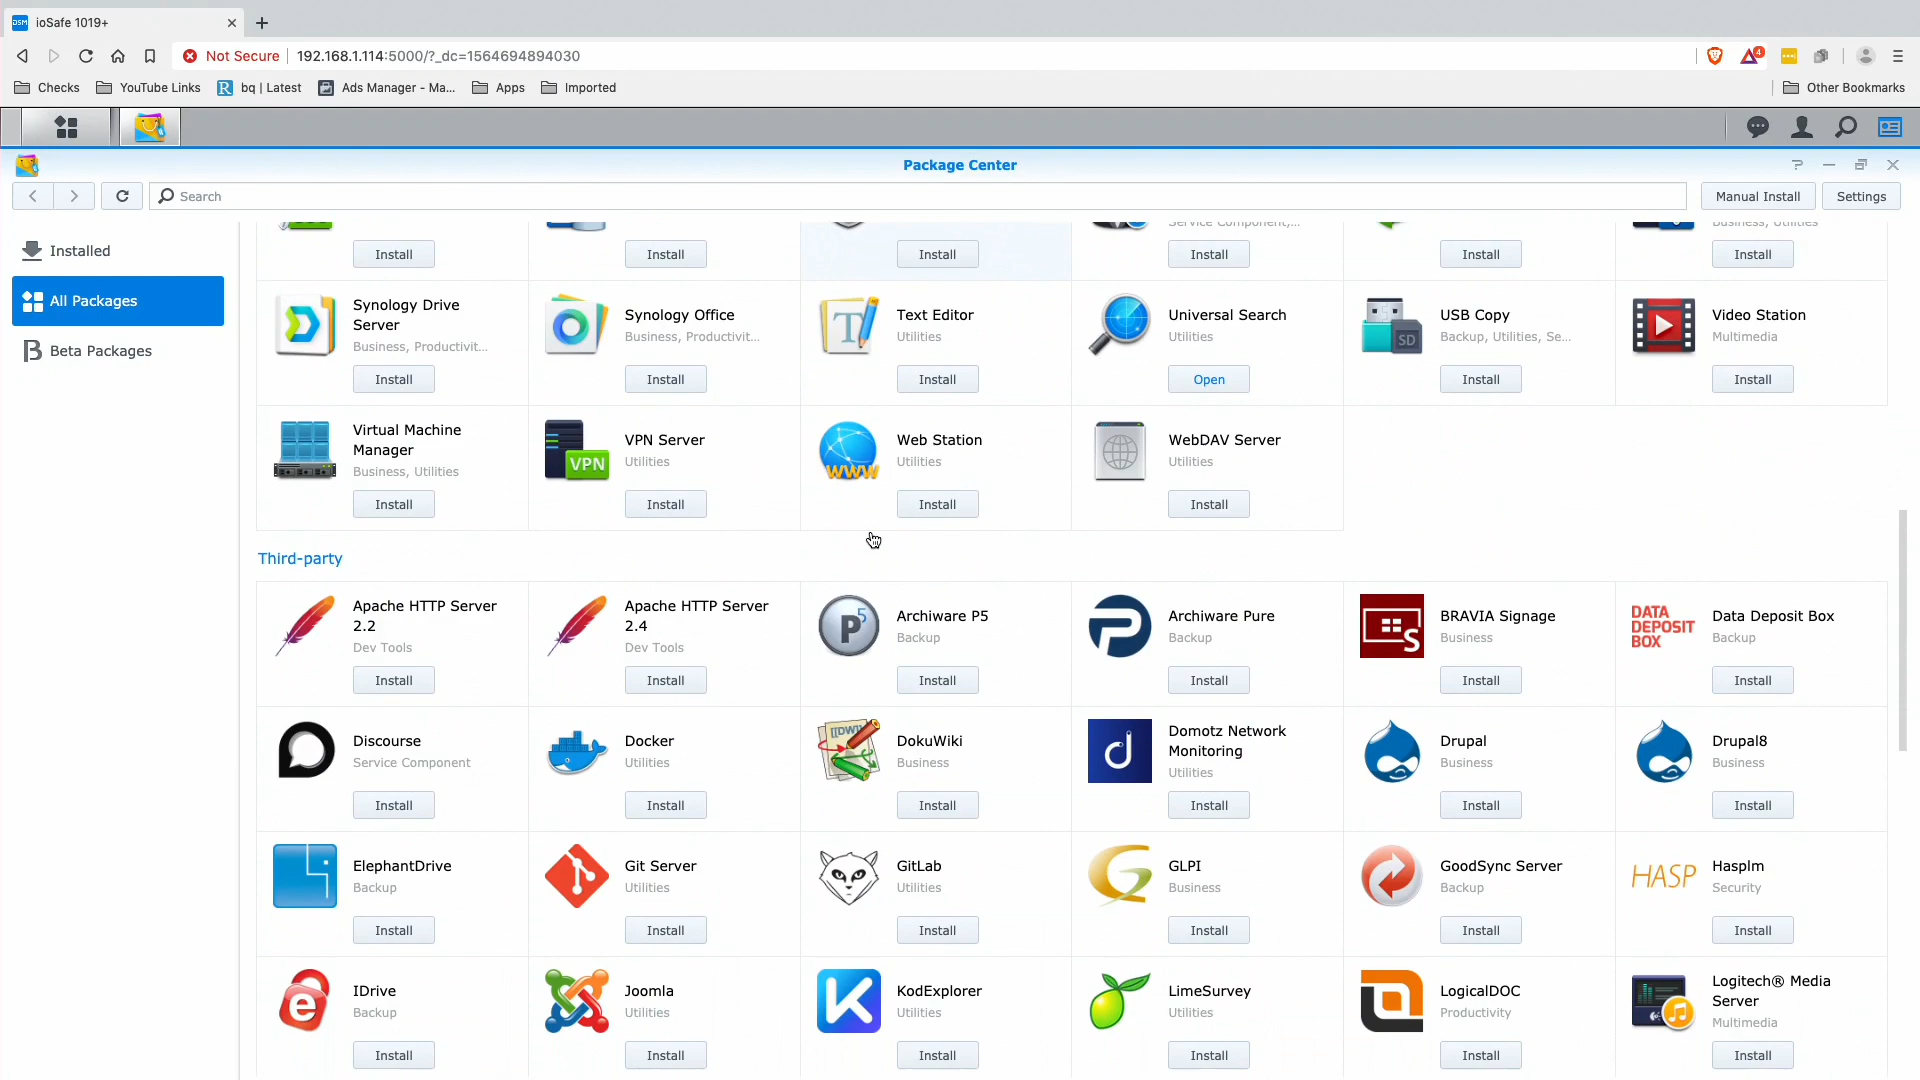 DSM ioSafe 1019+
Not Secure 192.168.1.114:5000/?_dc=1564694894030
4
Checks YouTube Links R bq | Latest Ads Manager - Ma... Apps Imported Other Bookmarks
Package Center
Search Manual Install Settings
Installed
All Packages
Beta Packages
Install Install Install Install Install Install
Synology Drive Server
Business, Productivit...
Install
Synology Office
Business, Productivit...
Install
Text Editor
Utilities
Install
Universal Search
Utilities
Open
SD
USB Copy
Backup, Utilities, Se...
Install
Video Station
Multimedia
Install
Virtual Machine
Manager
Business, Utilities
Install
VPN
VPN Server
Utilities
Install
WWW
Web Station
Utilities
Install
WebDAV Server
Utilities
Install
Third-party
Apache HTTP Server
2.2
Dev Tools
Install
Apache HTTP Server
2.4
Dev Tools
Install
P5
Archiware P5
Backup
Install
Archiware Pure
Backup
Install
S
BRAVIA Signage
Business
Install
DATA
DEPOSIT
BOX
Data Deposit Box
Backup
Install
Discourse
Service Component
Install
Docker
Utilities
Install
DokuWiki
Business
Install
Domotz Network
Monitoring
Utilities
Install
Drupal
Business
Install
Drupal8
Business
Install
ElephantDrive
Backup
Install
Git Server
Utilities
Install
GitLab
Utilities
Install
GLPI
Business
Install
GoodSync Server
Backup
Install
HASP
Hasplm
Security
Install
IDrive
Backup
Install
Joomla
Utilities
Install
KodExplorer
Utilities
Install
LimeSurvey
Utilities
Install
LogicalDOC
Productivity
Install
Logitech® Media
Server
Multimedia
Install